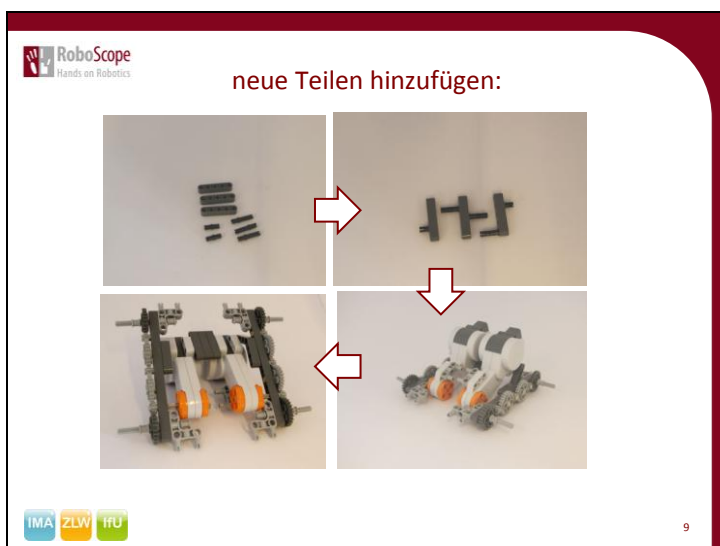 RoboScope
Hands on Robotics
neue Teilen hinzufügen:
IMA ZLW IfU
9